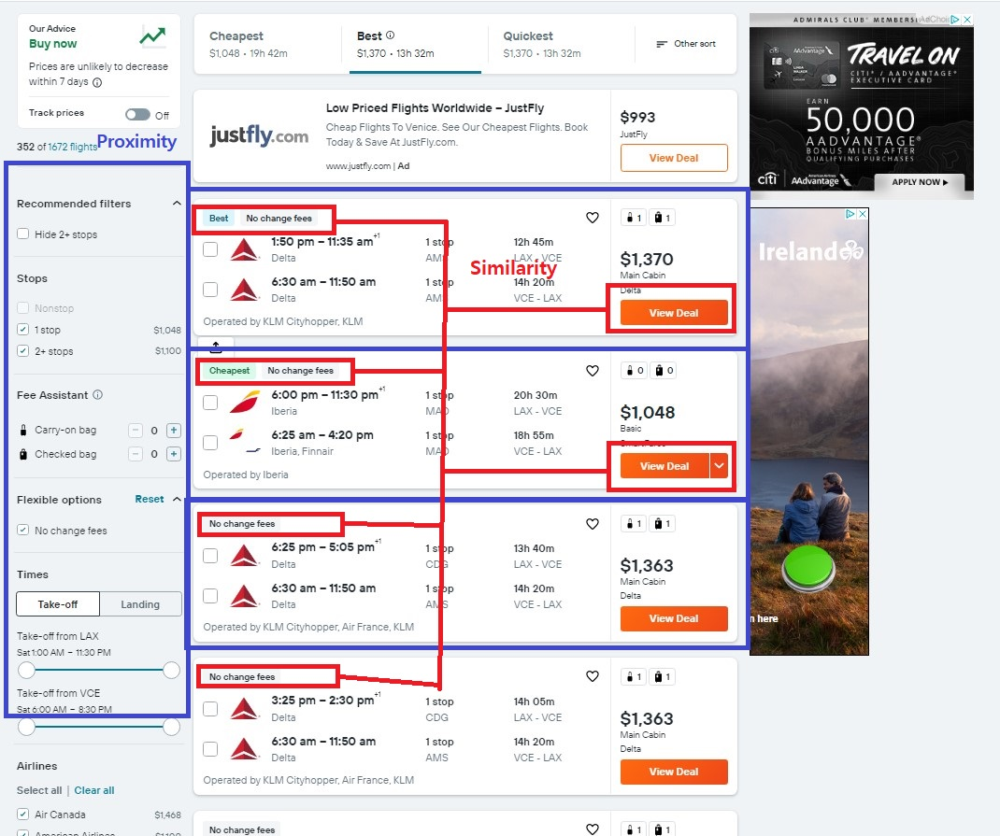 Our Advice
Buy now
Prices are unlikely to decrease
within 7 days
Track prices
Off
352 of 1672 flights
Proximity
Recommended filters
Hide 2+ stops
Stops
Nonstop
1 stop $1,048
2+ stops $1,100
Fee Assistant
Carry-on bag − 0 +
Checked bag − 0 +
Flexible options Reset
No change fees
Times
Take-off Landing
Take-off from LAX
Sat 1:00 AM – 11:30 PM
Take-off from VCE
Sat 6:00 AM – 8:30 PM
Airlines
Select all | Clear all
Air Canada $1,468
American Airlines
Cheapest
$1,048 • 19h 42m
Best
$1,370 • 13h 32m
Quickest
$1,370 • 13h 32m
Other sort
justfly.com
Low Priced Flights Worldwide – JustFly
Cheap Flights To Venice. See Our Cheapest Flights. Book
Today & Save At JustFly.com.
www.justfly.com | Ad
$993
JustFly
View Deal
Best No change fees
1 1
1:50 pm – 11:35 am+1 1 stop 12h 45m
Delta AMS LAX – VCE
Similarity
6:30 am – 11:50 am 1 stop 14h 20m
Delta AMS VCE – LAX
Operated by KLM Cityhopper, KLM
$1,370
Main Cabin
Delta
View Deal
Cheapest No change fees
0 0
6:00 pm – 11:30 pm+1 1 stop 20h 30m
Iberia MAD LAX – VCE
6:25 am – 4:20 pm 1 stop 18h 55m
Iberia, Finnair MAD VCE – LAX
Operated by Iberia
$1,048
Basic
View Deal
No change fees
1 1
6:25 pm – 5:05 pm+1 1 stop 13h 40m
Delta CDG LAX - VCE
6:30 am – 11:50 am 1 stop 14h 20m
Delta AMS VCE - LAX
Operated by KLM Cityhopper, Air France, KLM
$1,363
Main Cabin
Delta
View Deal
No change fees
1 1
3:25 pm – 2:30 pm+1 1 stop 14h 05m
Delta CDG LAX - VCE
6:30 am – 11:50 am 1 stop 14h 20m
Delta AMS VCE - LAX
Operated by KLM Cityhopper, Air France, KLM
$1,363
Main Cabin
Delta
View Deal
No change fees
1 1
ADMIRALS CLUB® MEMBERSHI
AdChoic
TRAVEL ON
CITI® / AADVANTAGE®
EXECUTIVE CARD
EARN
50,000
AADVANTAGE®
BONUS MILES AFTER
QUALIFYING PURCHASES
citi
American Airlines
AAdvantage
APPLY NOW
Ireland
n here